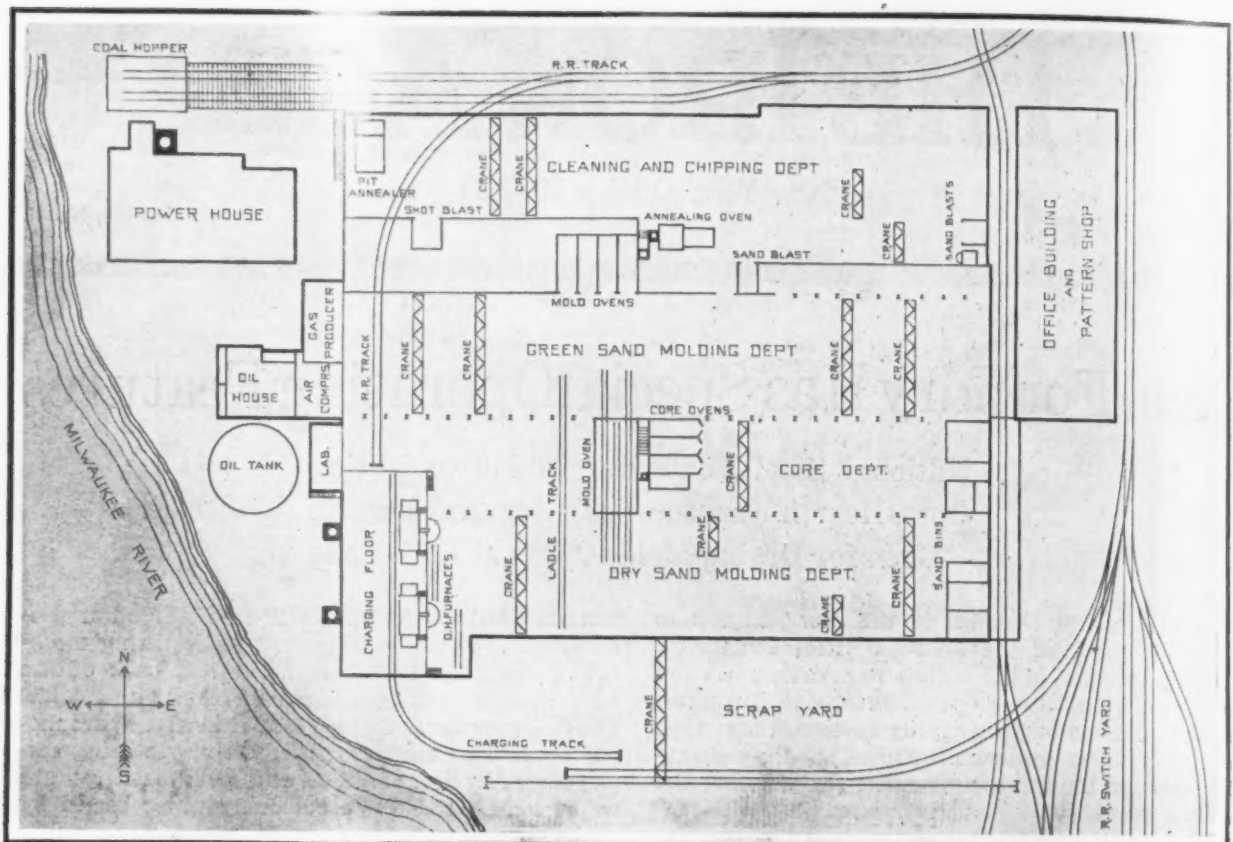 COAL HOPPER
R.R. TRACK
POWER HOUSE
PIT
ANNEALER
CRANE
CRANE
CLEANING AND CHIPPING DEPT
CRANE
SHOT BLAST
ANNEALING OVEN
CRANE
SAND BLASTS
SAND BLAST
OFFICE BUILDING
AND
PATTERN SHOP
MOLD OVENS
GAS
PRODUCER
R.R. TRACK
CRANE
CRANE
GREEN SAND MOLDING DEPT
CRANE
CRANE
OIL
HOUSE
AIR
COMPRS
CORE OVENS
OIL TANK
LAB.
LADLE TRACK
MOLD OVEN
CRANE
CORE DEPT.
MILWAUKEE
RIVER
CHARGING FLOOR
O.H. FURNACES
CRANE
CRANE
DRY SAND MOLDING DEPT.
CRANE
CRANE
SAND BINS
N
W
E
S
CRANE
SCRAP YARD
CHARGING TRACK
R.R. SWITCH YARD